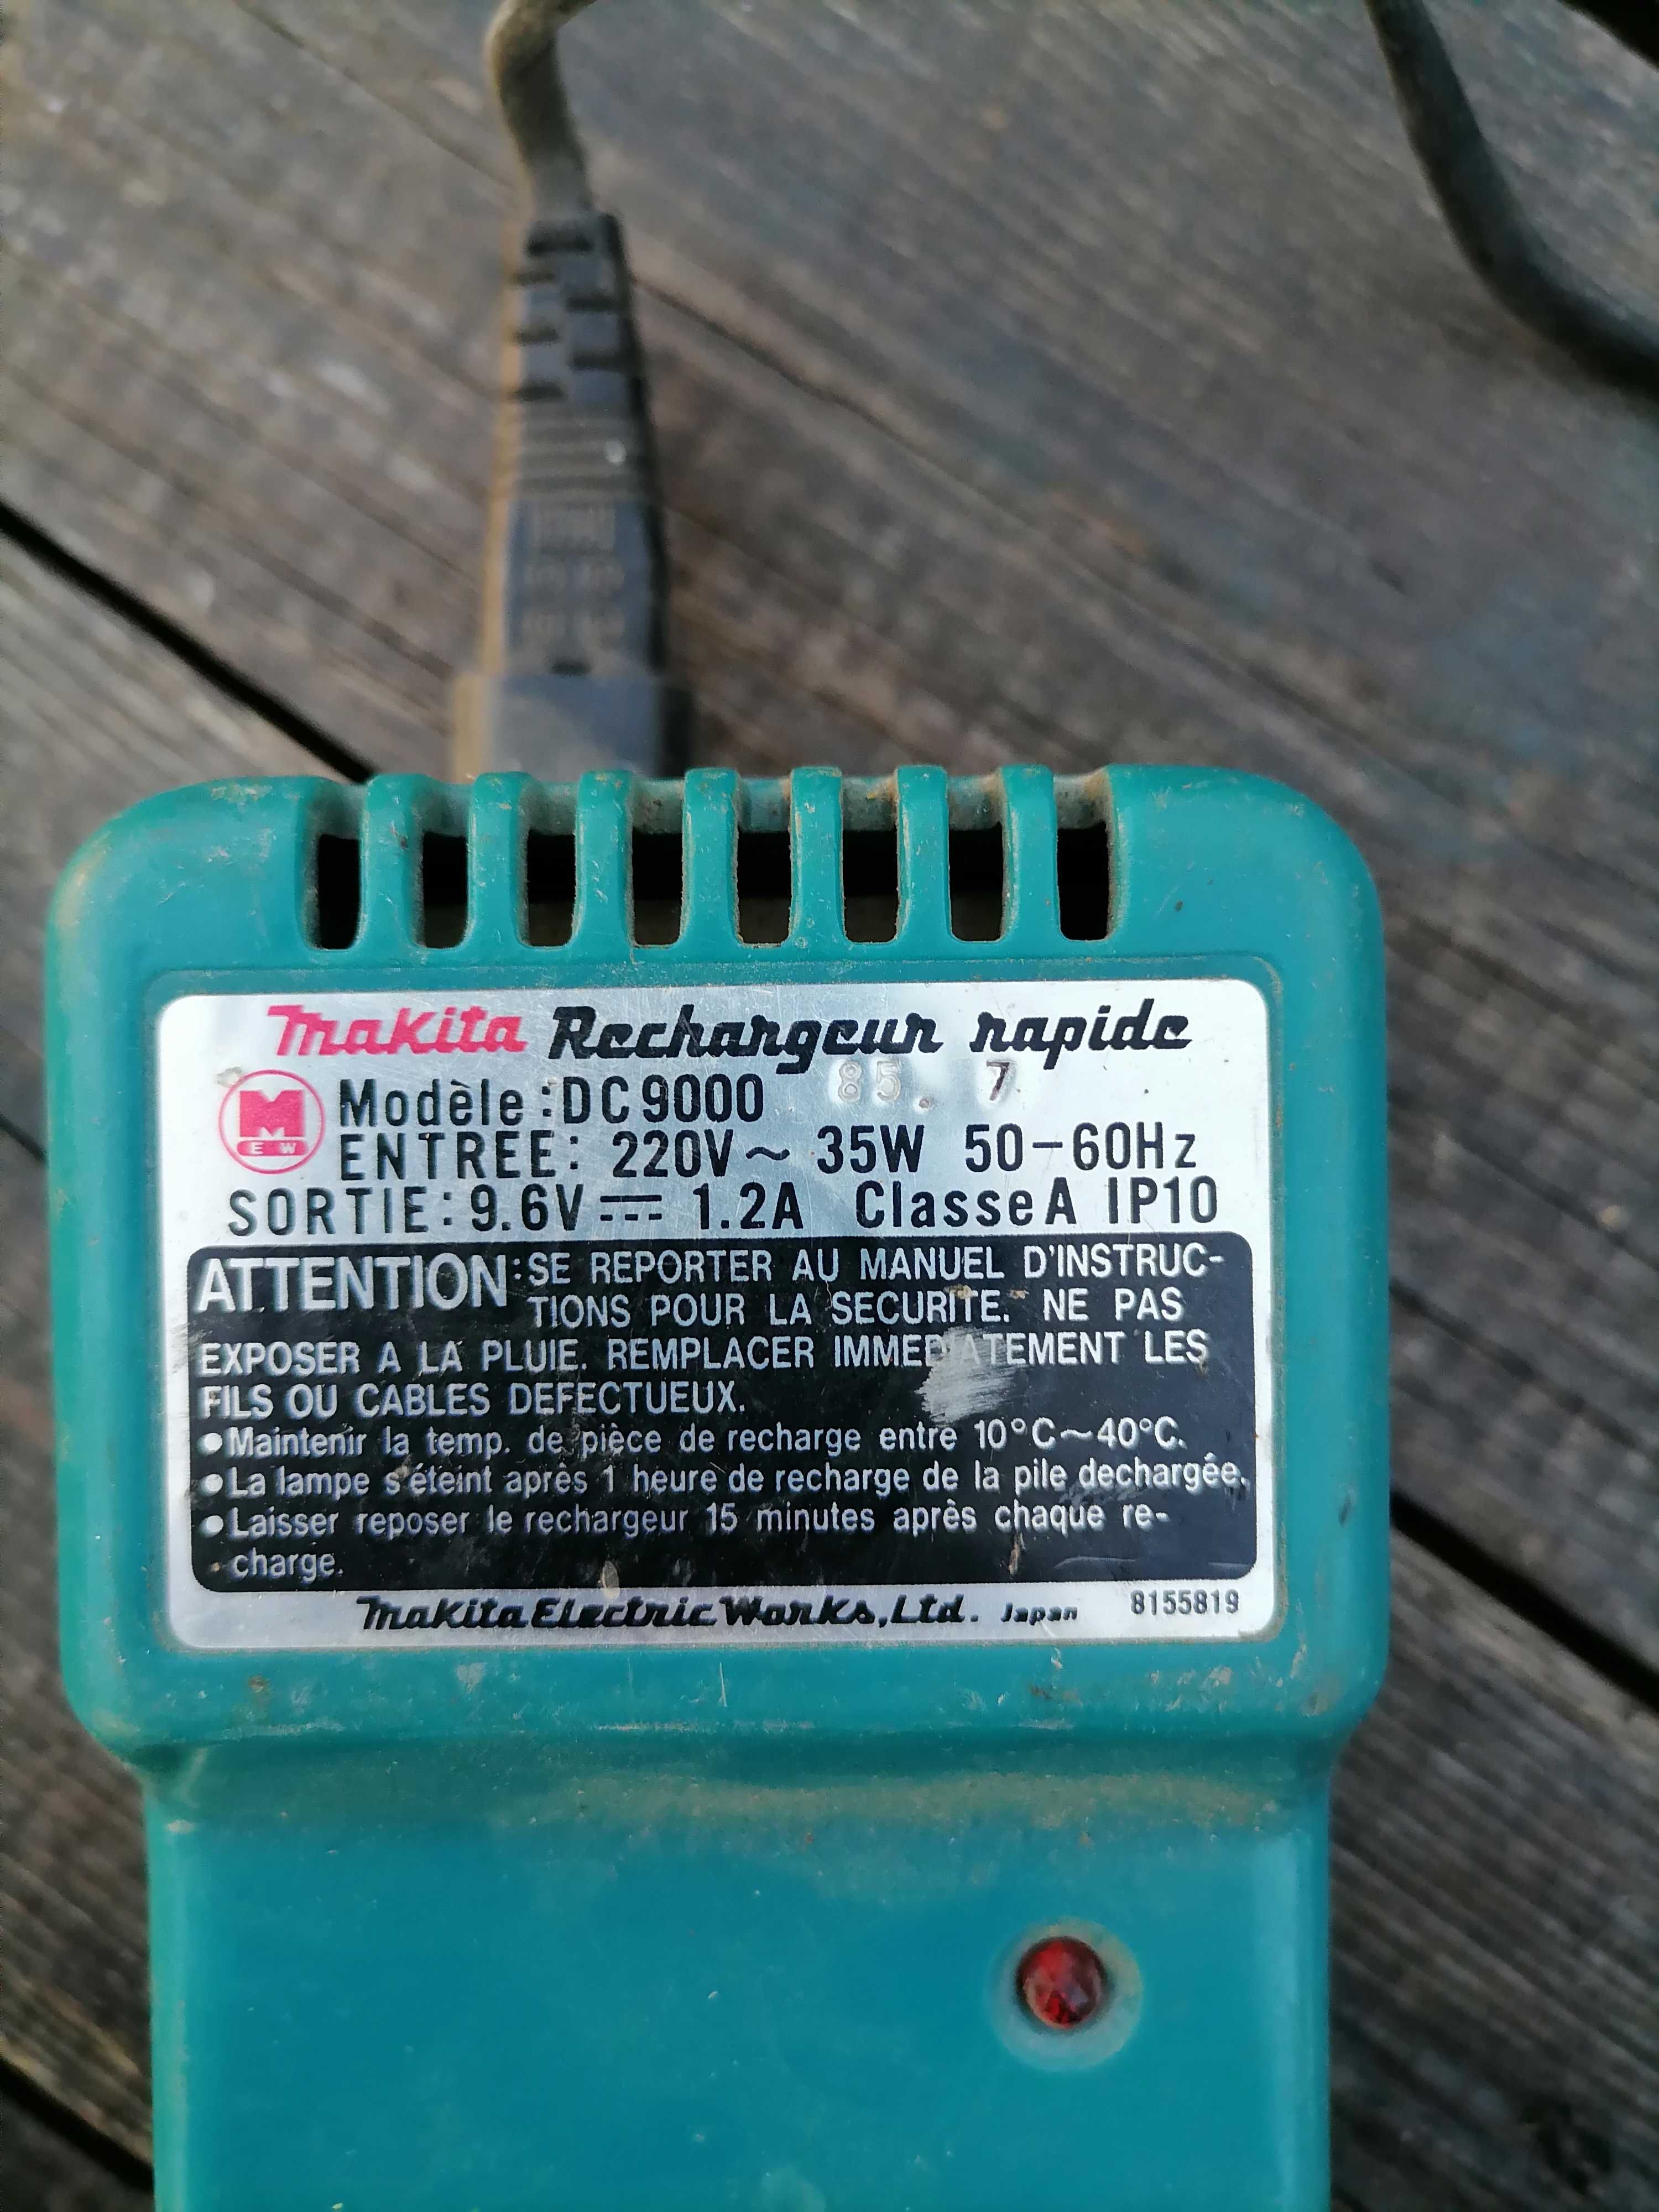 makita Rechargeur rapide
85. 7
M
E W
Modèle:DC9000
ENTREE: 220V~ 35W 50-60Hz
SORTIE: 9.6V⎓ 1.2A Classe A IP10
ATTENTION:SE REPORTER AU MANUEL D'INSTRUC-
TIONS POUR LA SECURITE. NE PAS
EXPOSER A LA PLUIE. REMPLACER LES
FILS OU CABLES DEFECTUEUX.
•Maintenir la temp. de pièce de recharge entre 10°C~40°C.
•La lampe s'éteint après 1 heure de recharge de la pile dechargée.
•Laisser reposer le rechargeur 15 minutes après chaque re-
charge.
Makita Electric Works, Ltd. Japan 8155819